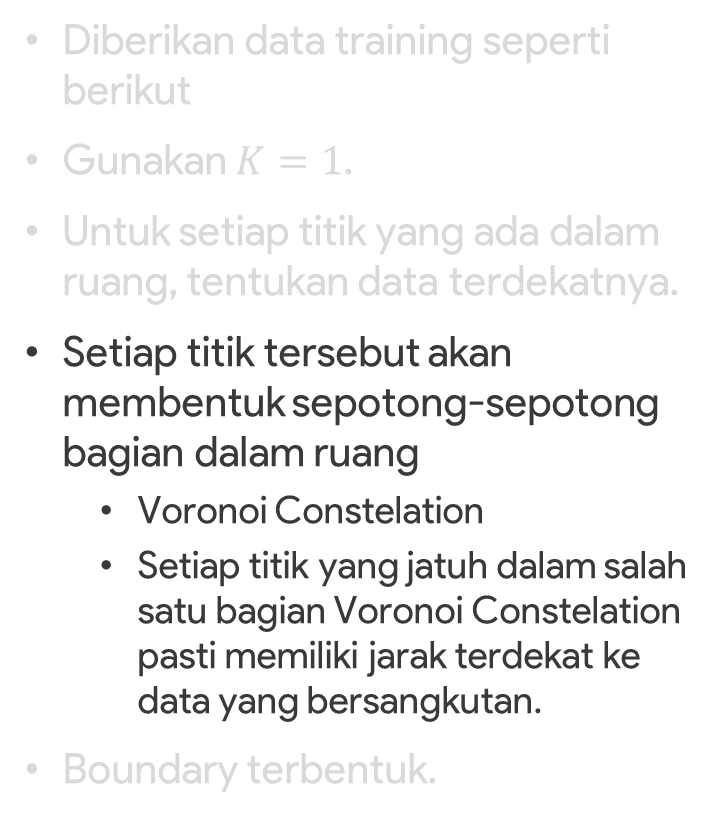 • Diberikan data training seperti
berikut
• Gunakan K = 1.
• Untuk setiap titik yang ada dalam
ruang, tentukan data terdekatnya.
• Setiap titik tersebut akan
membentuk sepotong-sepotong
bagian dalam ruang
• Voronoi Constelation
• Setiap titik yang jatuh dalam salah
satu bagian Voronoi Constelation
pasti memiliki jarak terdekat ke
data yang bersangkutan.
• Boundary terbentuk.